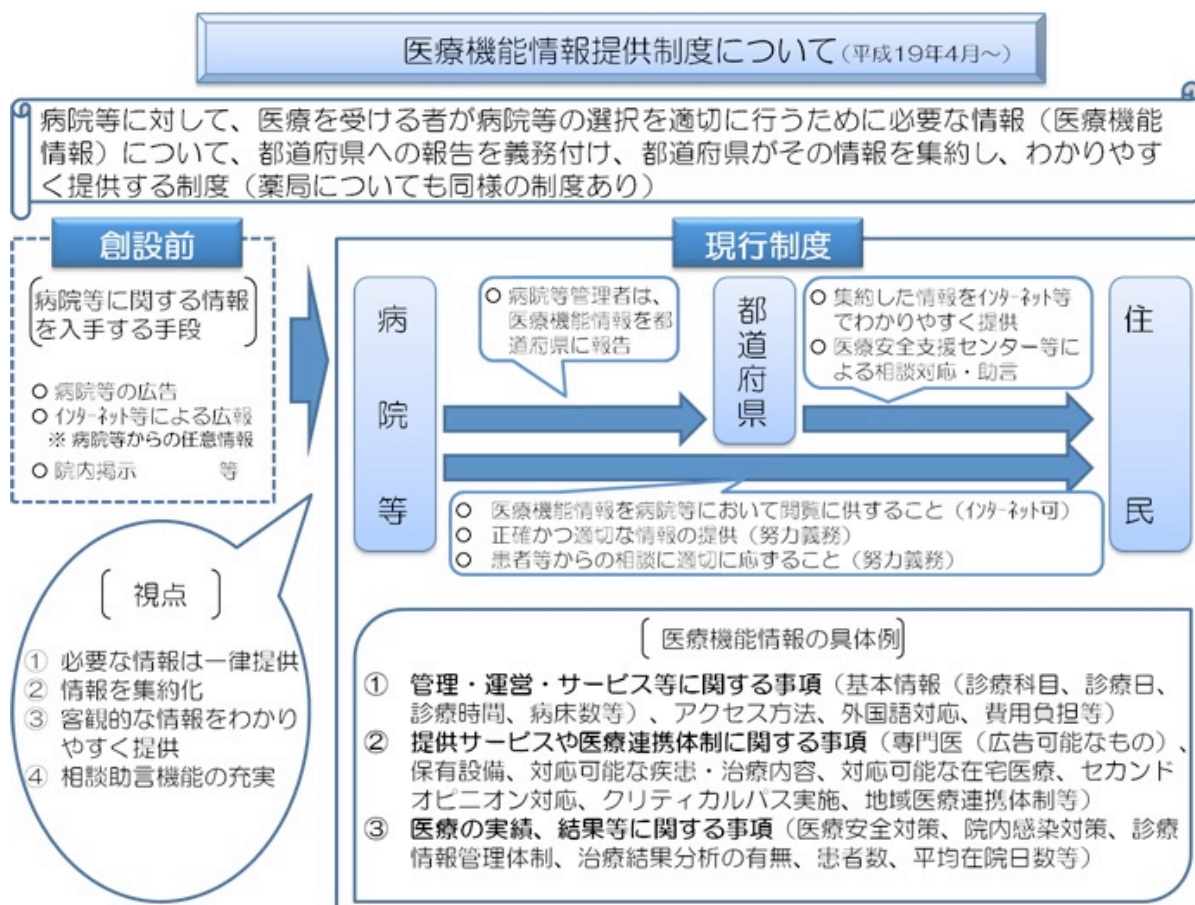 医療機能情報提供制度について（平成19年4月～）
病院等に対して、医療を受ける者が病院等の選択を適切に行うために必要な情報（医療機能
情報）について、都道府県への報告を義務付け、都道府県がその情報を集約し、わかりやす
く提供する制度（薬局についても同様の制度あり）
創設前
病院等に関する情報
を入手する手段
○ 病院等の広告
○ インターネット等による広報
※ 病院等からの任意情報
○ 院内掲示 等
視点
① 必要な情報は一律提供
② 情報を集約化
③ 客観的な情報をわかり
やすく提供
④ 相談助言機能の充実
現行制度
病院等
○ 病院等管理者は、
医療機能情報を都
道府県に報告
都道府県
○ 集約した情報をインターネット等
でわかりやすく提供
○ 医療安全支援センター等に
よる相談対応・助言
住民
○ 医療機能情報を病院等において閲覧に供すること（インターネット可）
○ 正確かつ適切な情報の提供（努力義務）
○ 患者等からの相談に適切に応ずること（努力義務）
医療機能情報の具体例
① 管理・運営・サービス等に関する事項（基本情報（診療科目、診療日、
診療時間、病床数等）、アクセス方法、外国語対応、費用負担等）
② 提供サービスや医療連携体制に関する事項（専門医（広告可能なもの）、
保有設備、対応可能な疾患・治療内容、対応可能な在宅医療、セカンド
オピニオン対応、クリティカルパス実施、地域医療連携体制等）
③ 医療の実績、結果等に関する事項（医療安全対策、院内感染対策、診療
情報管理体制、治療結果分析の有無、患者数、平均在院日数等）